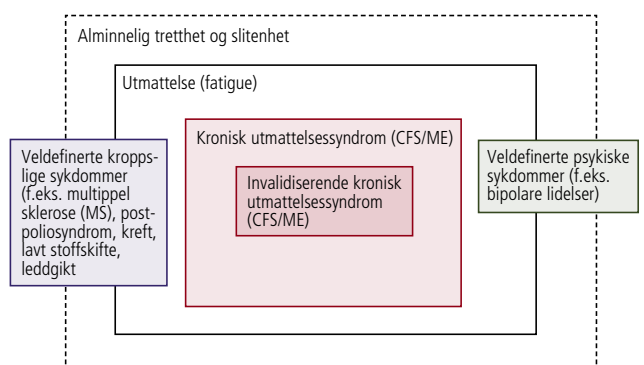 Alminnelig tretthet og slitenhet
Utmattelse (fatigue)
Kronisk utmattelsessyndrom (CFS/ME)
Veldefinerte kropps-
lige sykdommer
(f.eks. multippel
sklerose (MS), post-
poliosyndrom, kreft,
lavt stoffskifte,
leddgikt
Invalidiserende kronisk
utmattelsessyndrom
(CFS/ME)
Veldefinerte psykiske
sykdommer (f.eks.
bipolare lidelser)